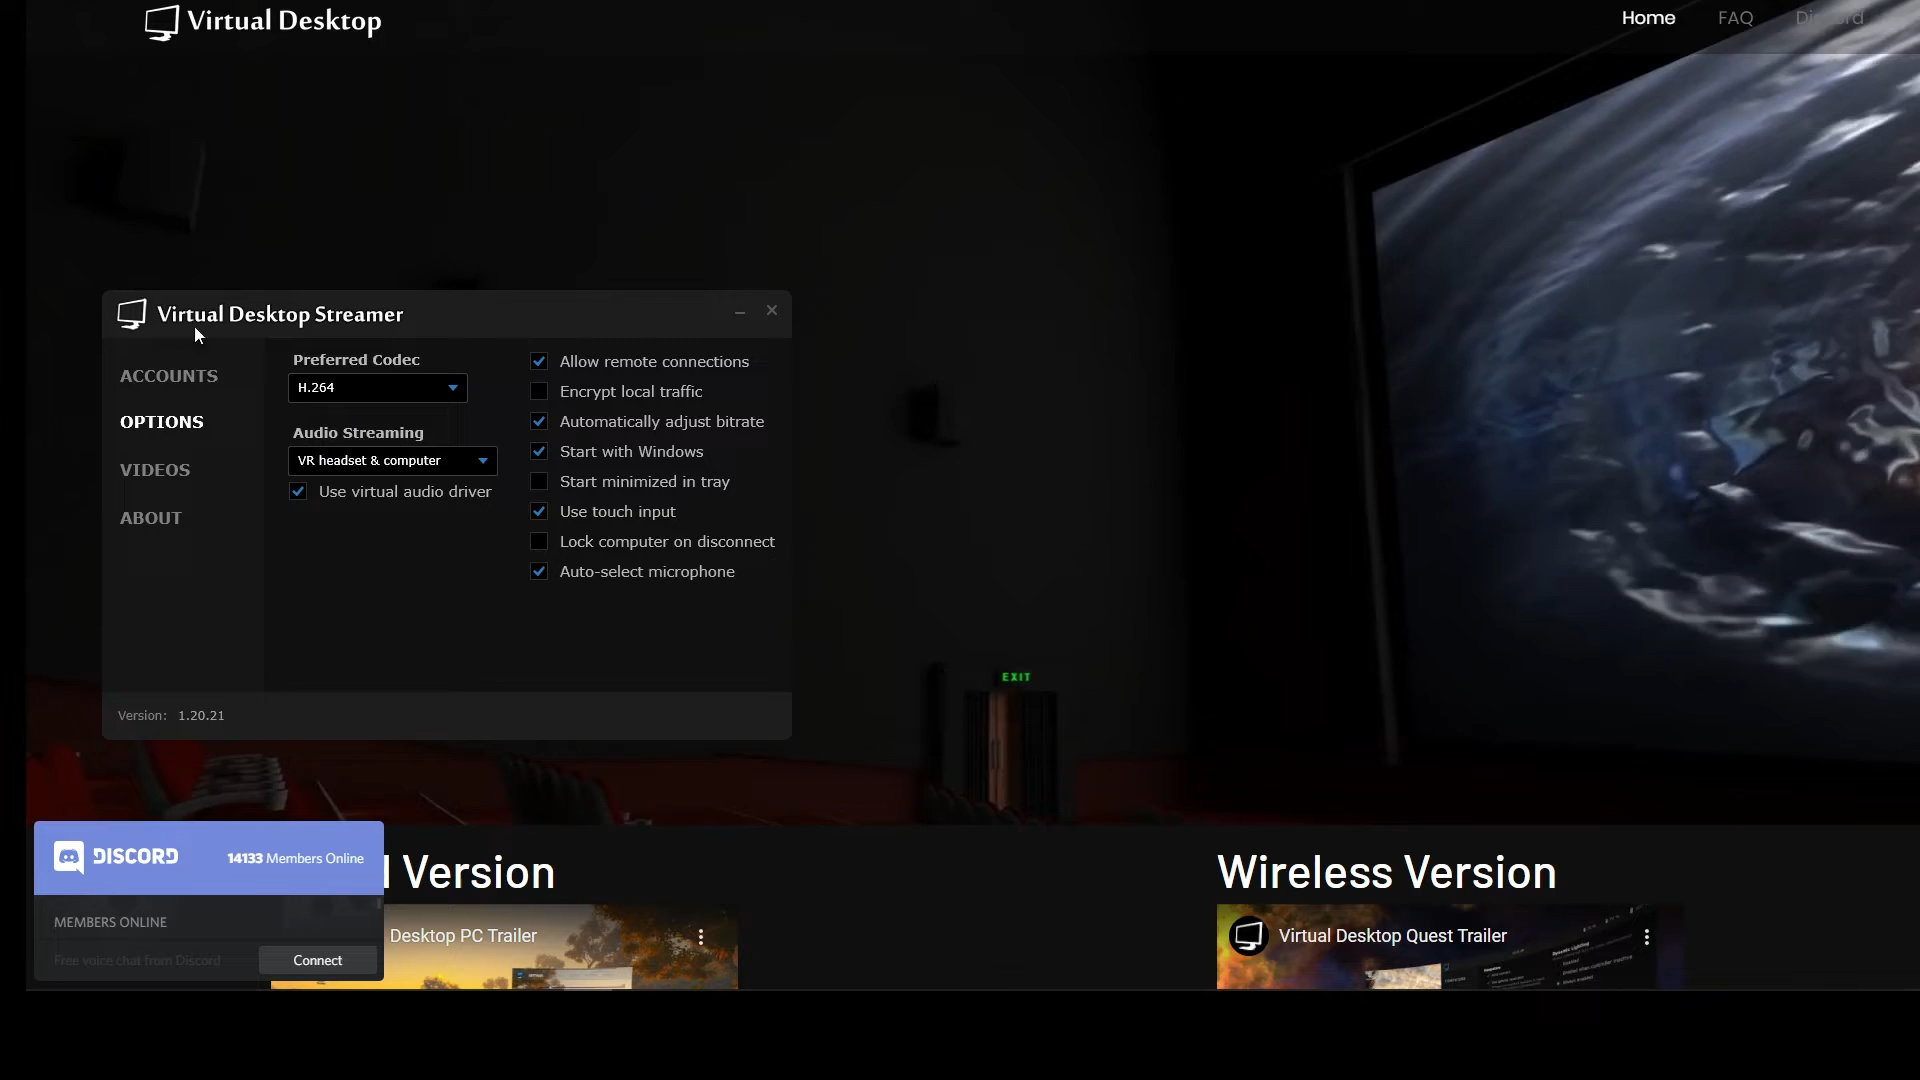 Virtual Desktop
Home
FAQ
Virtual Desktop Streamer
ACCOUNTS
OPTIONS
VIDEOS
ABOUT
Preferred Codec
H.264
Audio Streaming
VR headset & computer
Use virtual audio driver
Allow remote connections
Encrypt local traffic
Automatically adjust bitrate
Start with Windows
Start minimized in tray
Use touch input
Lock computer on disconnect
Auto-select microphone
Version: 1.20.21
EXIT
DISCORD
14133 Members Online
MEMBERS ONLINE
Free voice chat from Discord
Connect
l Version
Desktop PC Trailer
Wireless Version
Virtual Desktop Quest Trailer